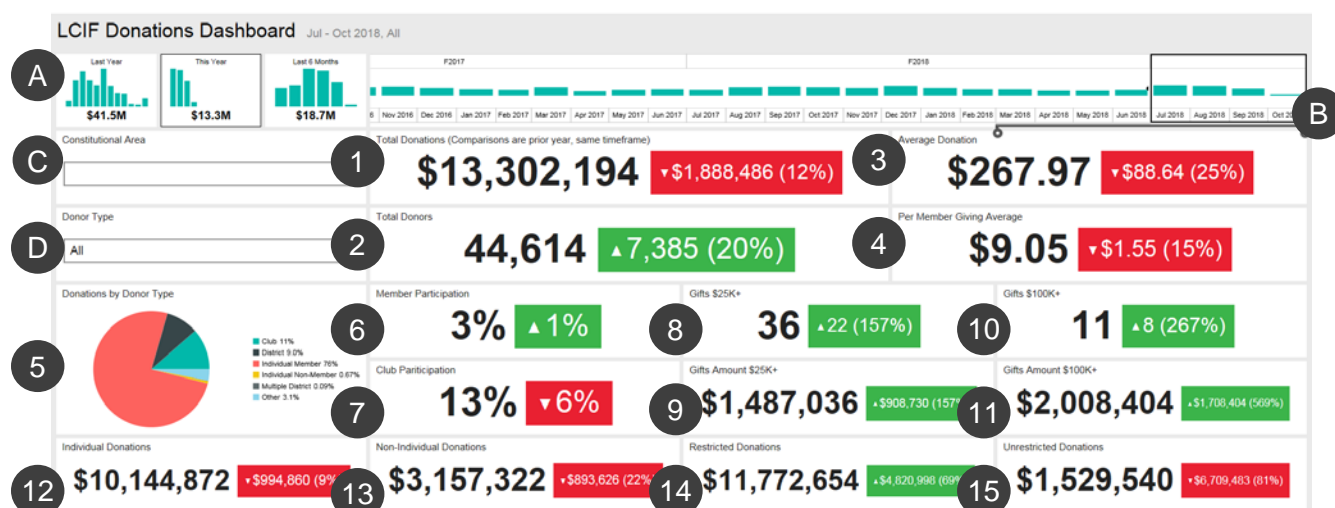 LCIF Donations Dashboard Jul - Oct 2018, All
A
Last Year
$41.5M
This Year
$13.3M
Last 6 Months
$18.7M
F2017 F2018
6 Nov 2016 Dec 2016 Jan 2017 Feb 2017 Mar 2017 Apr 2017 May 2017 Jun 2017 Jul 2017 Aug 2017 Sep 2017 Oct 2017 Nov 2017 Dec 2017 Jan 2018 Feb 2018 Mar 2018 Apr 2018 May 2018 Jun 2018 Jul 2018 Aug 2018 Sep 2018 Oct 2
B
C
Constitutional Area
1
Total Donations (Comparisons are prior year, same timeframe)
$13,302,194 ▼$1,888,486 (12%)
3
Average Donation
$267.97 ▼$88.64 (25%)
D
Donor Type
All
2
Total Donors
44,614 ▲7,385 (20%)
4
Per Member Giving Average
$9.05 ▼$1.55 (15%)
5
Donations by Donor Type
Club 11%
District 9.0%
Individual Member 76%
Individual Non-Member 0.67%
Multiple District 0.09%
Other 3.1%
6
Member Participation
3% ▲1%
8
Gifts $25K+
36 ▲22 (157%)
10
Gifts $100K+
11 ▲8 (267%)
7
Club Pariticipation
13% ▼6%
9
Gifts Amount $25K+
$1,487,036 ▲$908,730 (157%
11
Gifts Amount $100K+
$2,008,404 ▲$1,708,404 (569%)
12
Individual Donations
$10,144,872 ▼$994,860 (9%
13
Non-Individual Donations
$3,157,322 ▼$893,626 (22%
14
Restricted Donations
$11,772,654 ▲$4,820,998 (69%
15
Unrestricted Donations
$1,529,540 ▼$6,709,483 (81%)